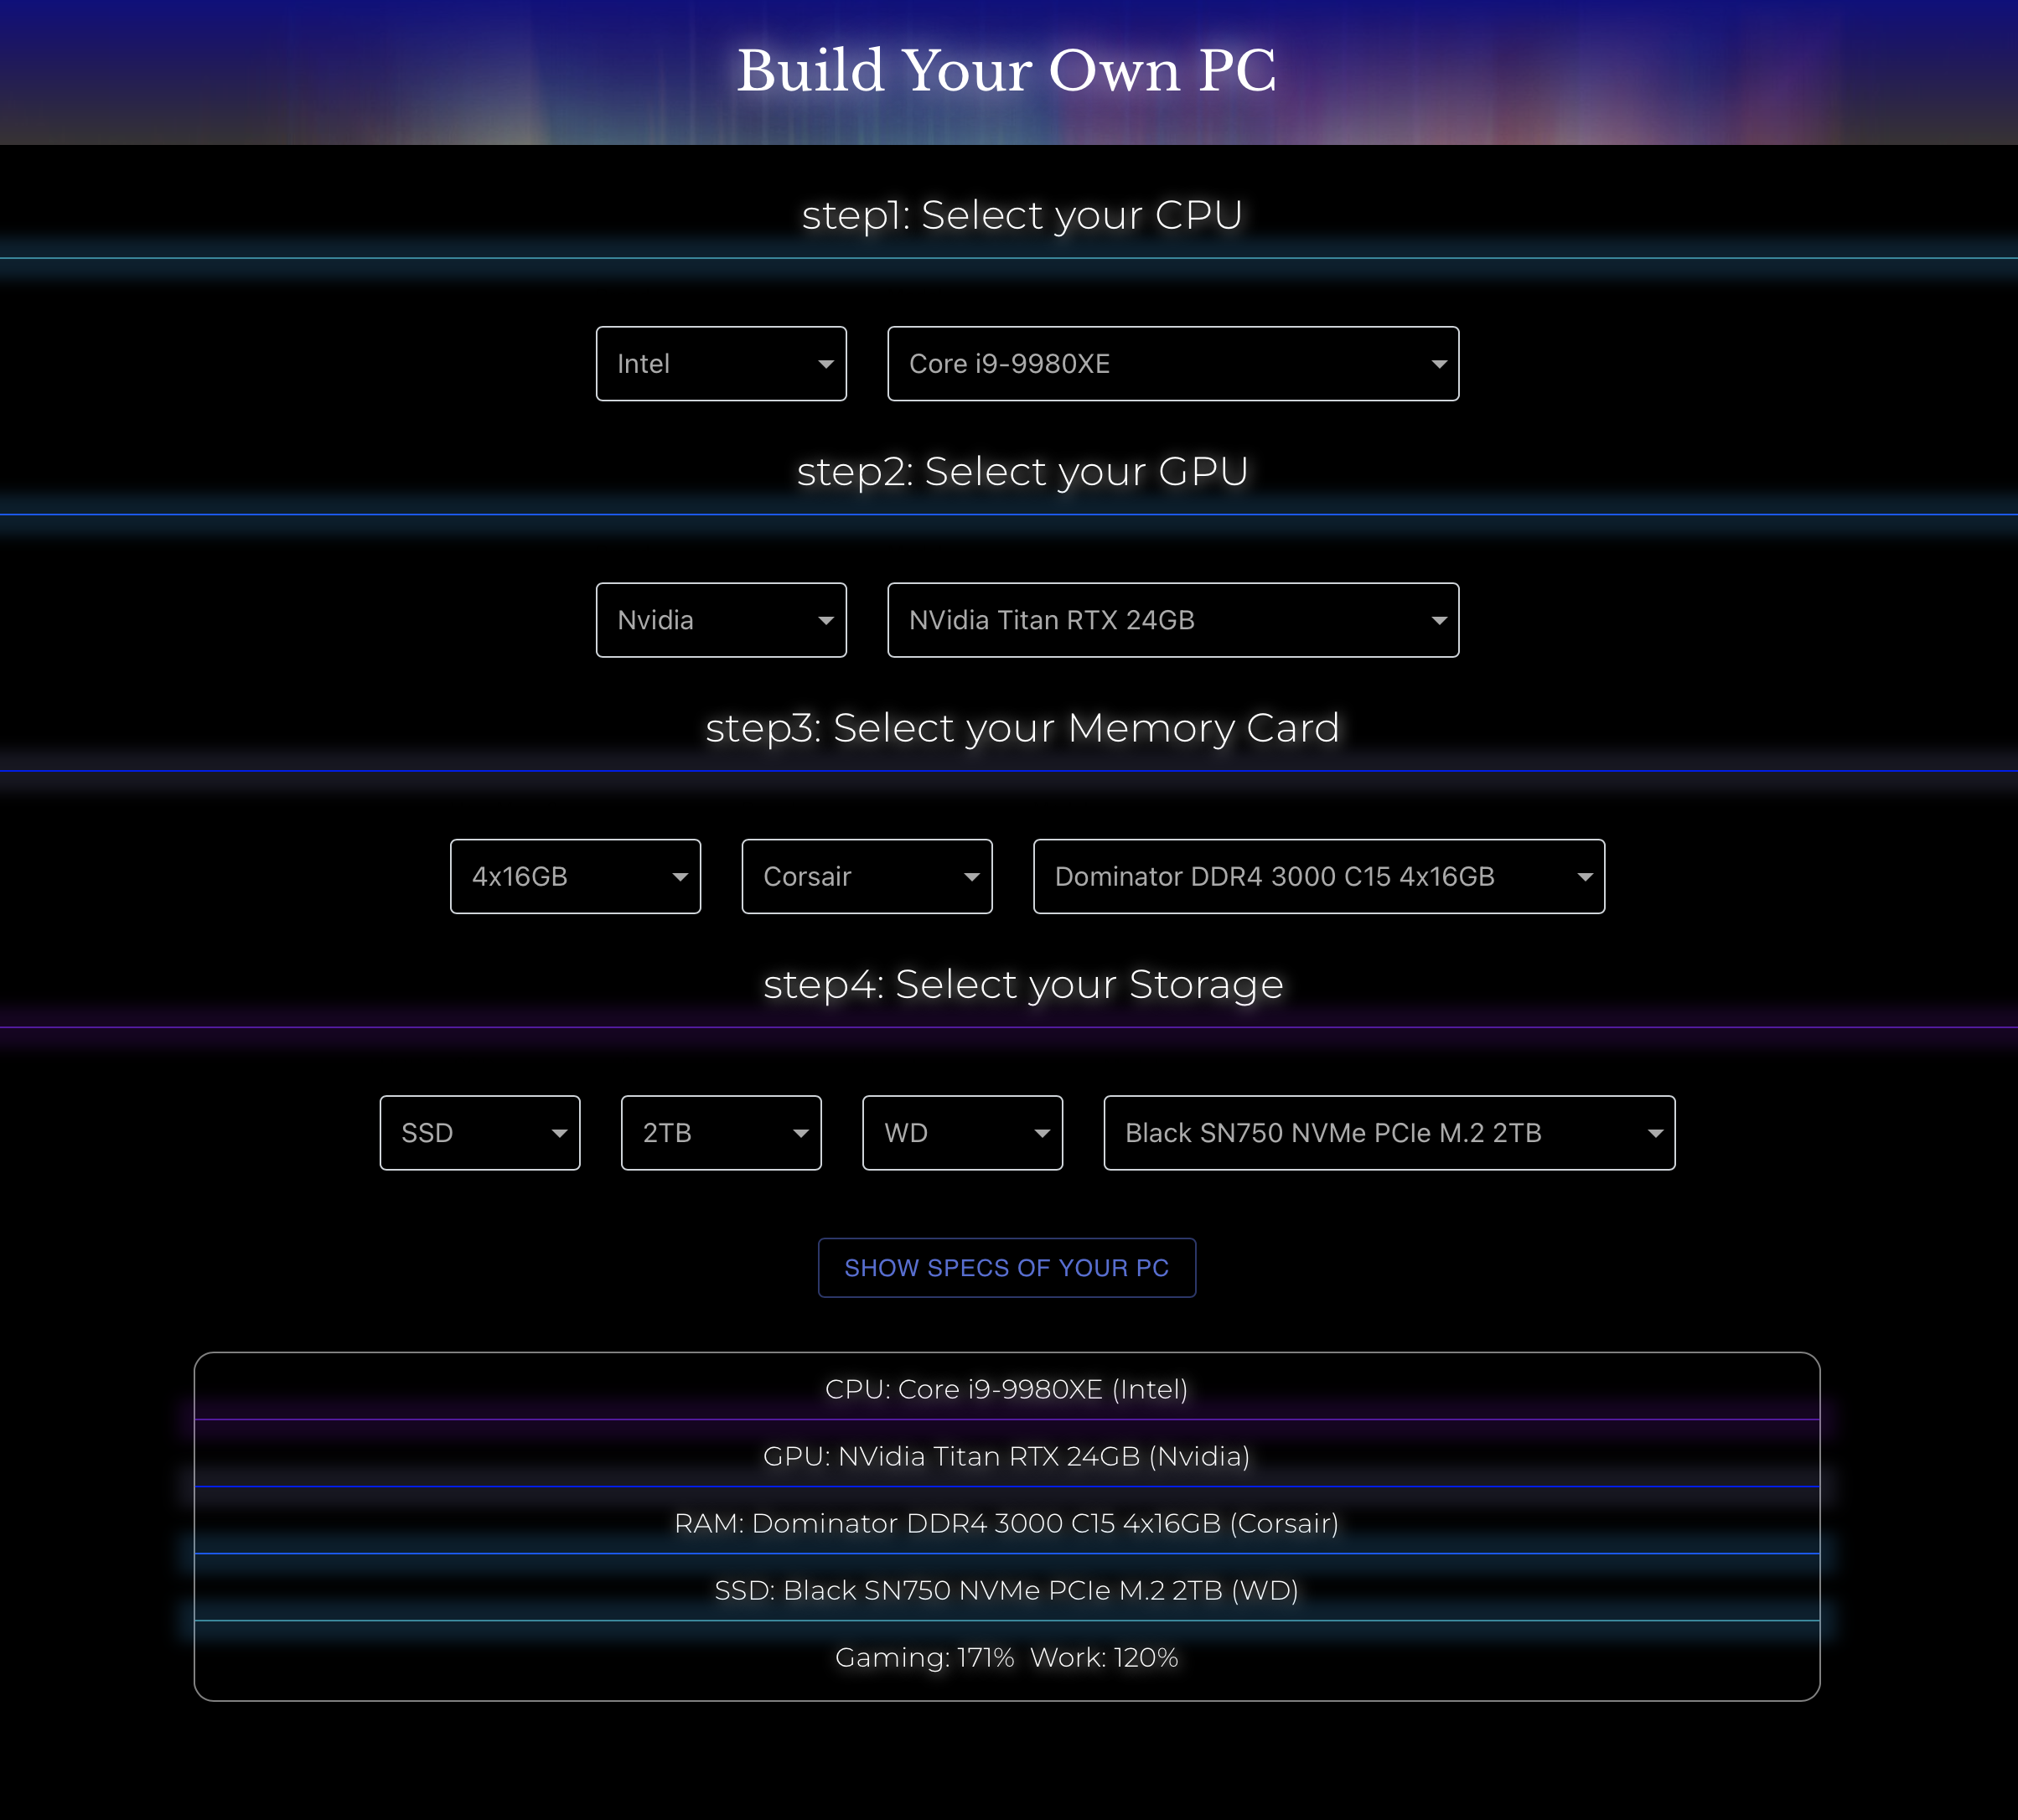 Build Your Own PC
step1: Select your CPU
Intel Core i9-9980XE
step2: Select your GPU
Nvidia NVidia Titan RTX 24GB
step3: Select your Memory Card
4x16GB Corsair Dominator DDR4 3000 C15 4x16GB
step4: Select your Storage
SSD 2TB WD Black SN750 NVMe PCIe M.2 2TB
SHOW SPECS OF YOUR PC
CPU: Core i9-9980XE (Intel)
GPU: NVidia Titan RTX 24GB (Nvidia)
RAM: Dominator DDR4 3000 C15 4x16GB (Corsair)
SSD: Black SN750 NVMe PCIe M.2 2TB (WD)
Gaming: 171% Work: 120%